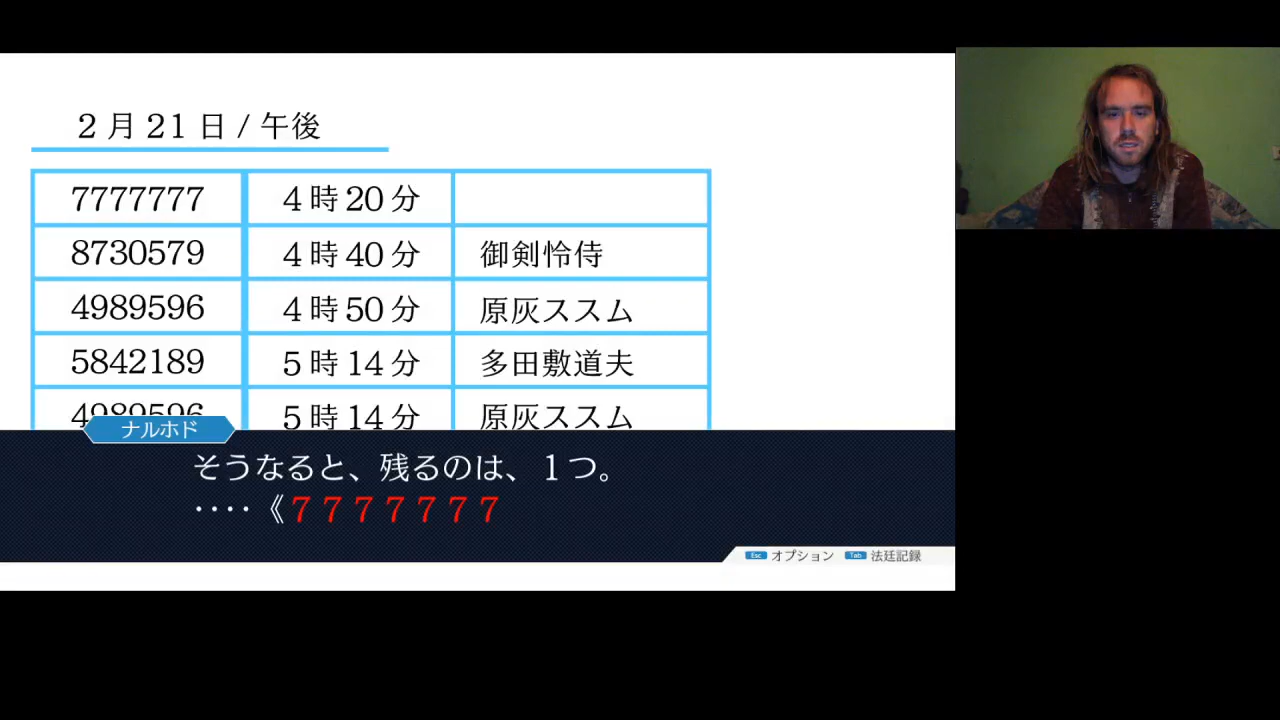 2月21日/午後
7777777 4時20分
8730579 4時40分 御剣怜侍
4989596 4時50分 原灰ススム
5842189 5時14分 多田敷道夫
4989596 5時14分 原灰ススム
ナルホド
そうなると、残るのは、１つ。
‥‥《７７７７７７７
Esc オプション Tab 法廷記録